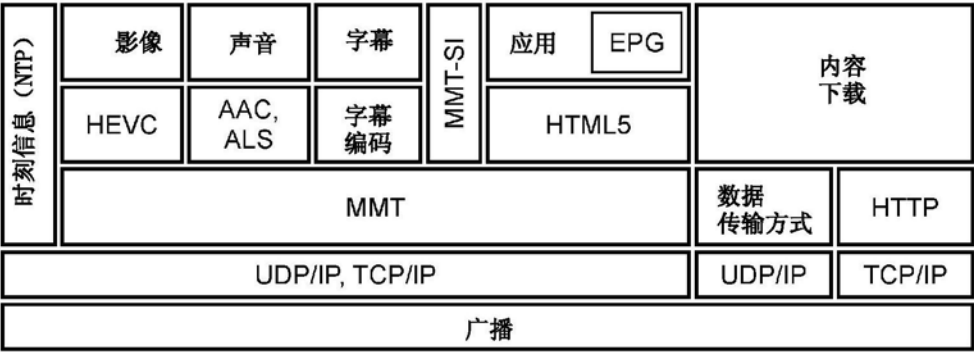 时刻信息（NTP）
影像
声音
字幕
MMT-SI
应用
EPG
内容
下载
HEVC
AAC,
ALS
字幕
编码
HTML5
MMT
数据
传输方式
HTTP
UDP/IP, TCP/IP
UDP/IP
TCP/IP
广播